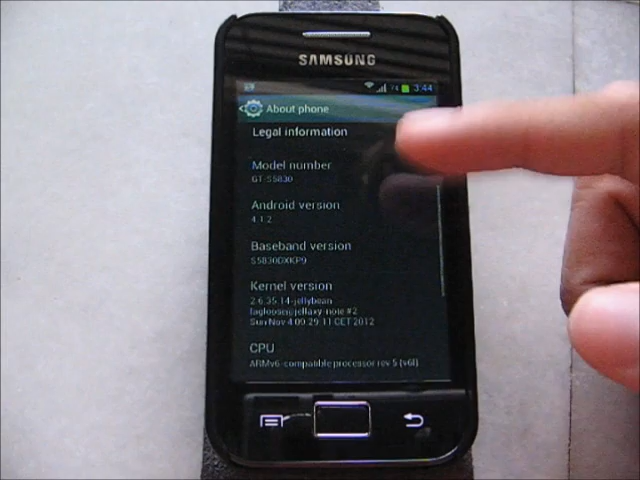 SAMSUNG
74 3:44
About phone
Legal information
Model number
GT-S5830
Android version
4.1.2
Baseband version
S5830DXKP9
Kernel version
2.6.35.14-jellybean
#2
Sun Nov 4 09:29:11 CET 2012
CPU
ARMv6-compatible processor rev 5 (v6l)